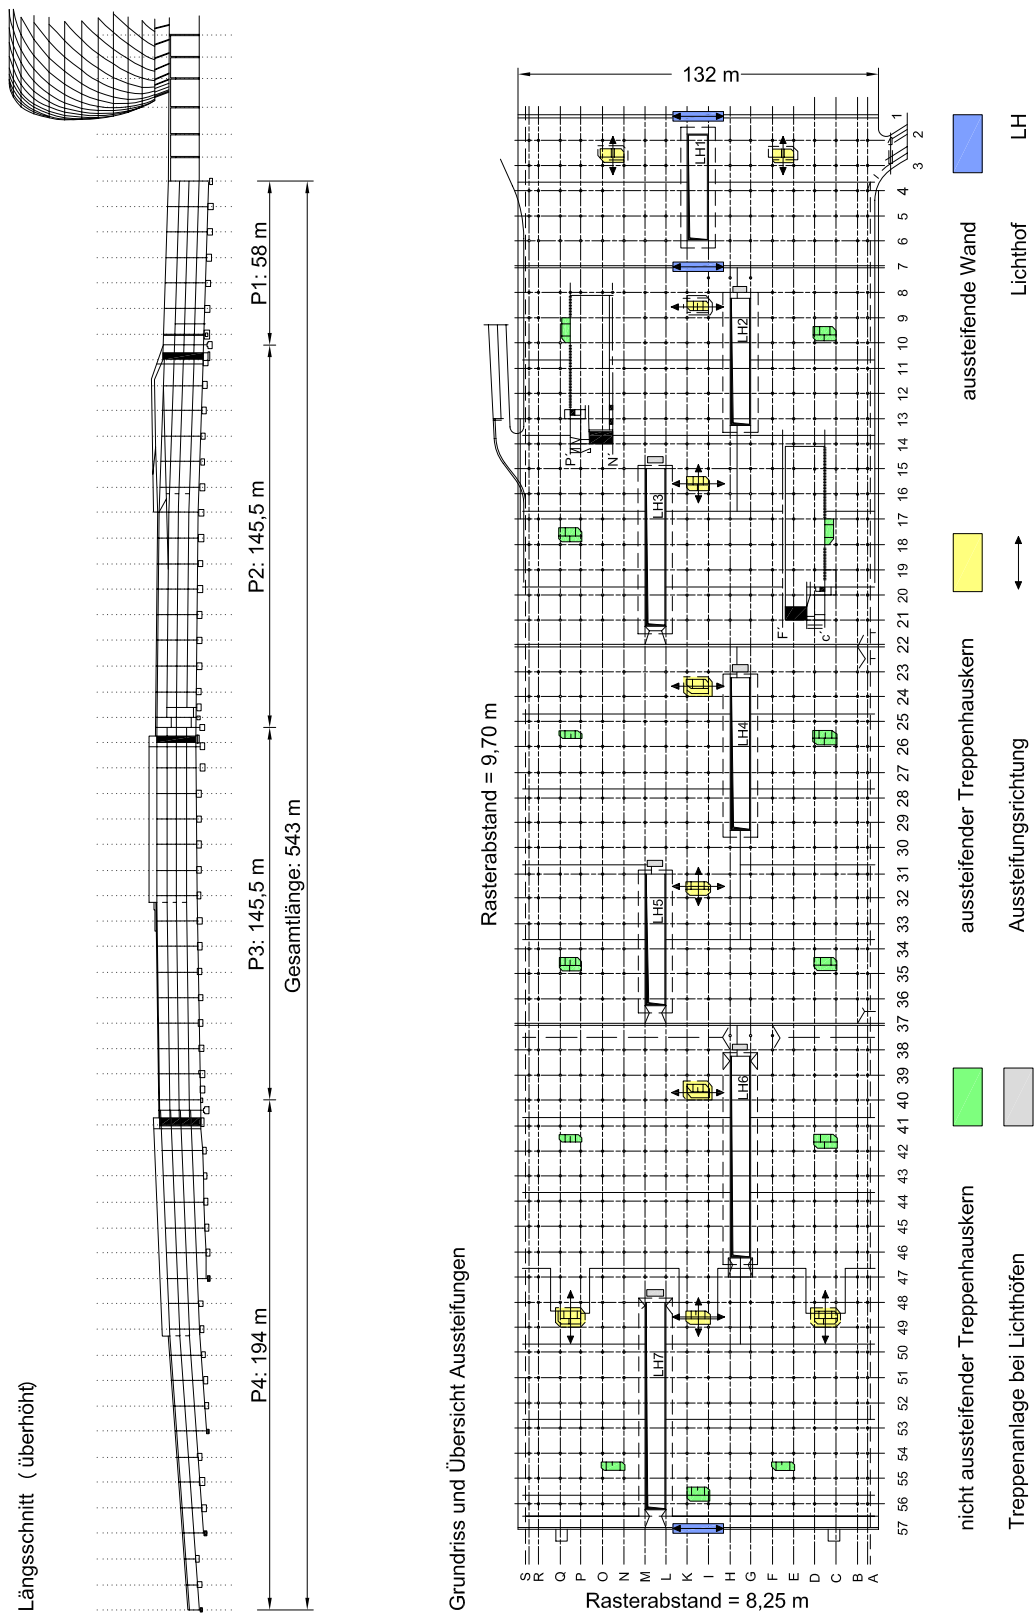 Längsschnitt ( überhöht)
P1: 58 m
P2: 145,5 m
P3: 145,5 m
P4: 194 m
Gesamtlänge: 543 m
Grundriss und Übersicht Aussteifungen
132 m
Rasterabstand = 9,70 m
Rasterabstand = 8,25 m
1
2
3
4
5
6
7
8
9
10
11
12
13
14
15
16
17
18
19
20
21
22
23
24
25
26
27
28
29
30
31
32
33
34
35
36
37
38
39
40
41
42
43
44
45
46
47
48
49
50
51
52
53
54
55
56
57
S R Q P O N M L K I H G F E D C B A
LH1
LH2
LH3
LH4
LH5
LH6
LH7
P´
N´
F´
c´
nicht aussteifender Treppenhauskern
aussteifender Treppenhauskern
aussteifende Wand
LH
Treppenanlage bei Lichthöfen
Aussteifungsrichtung
Lichthof